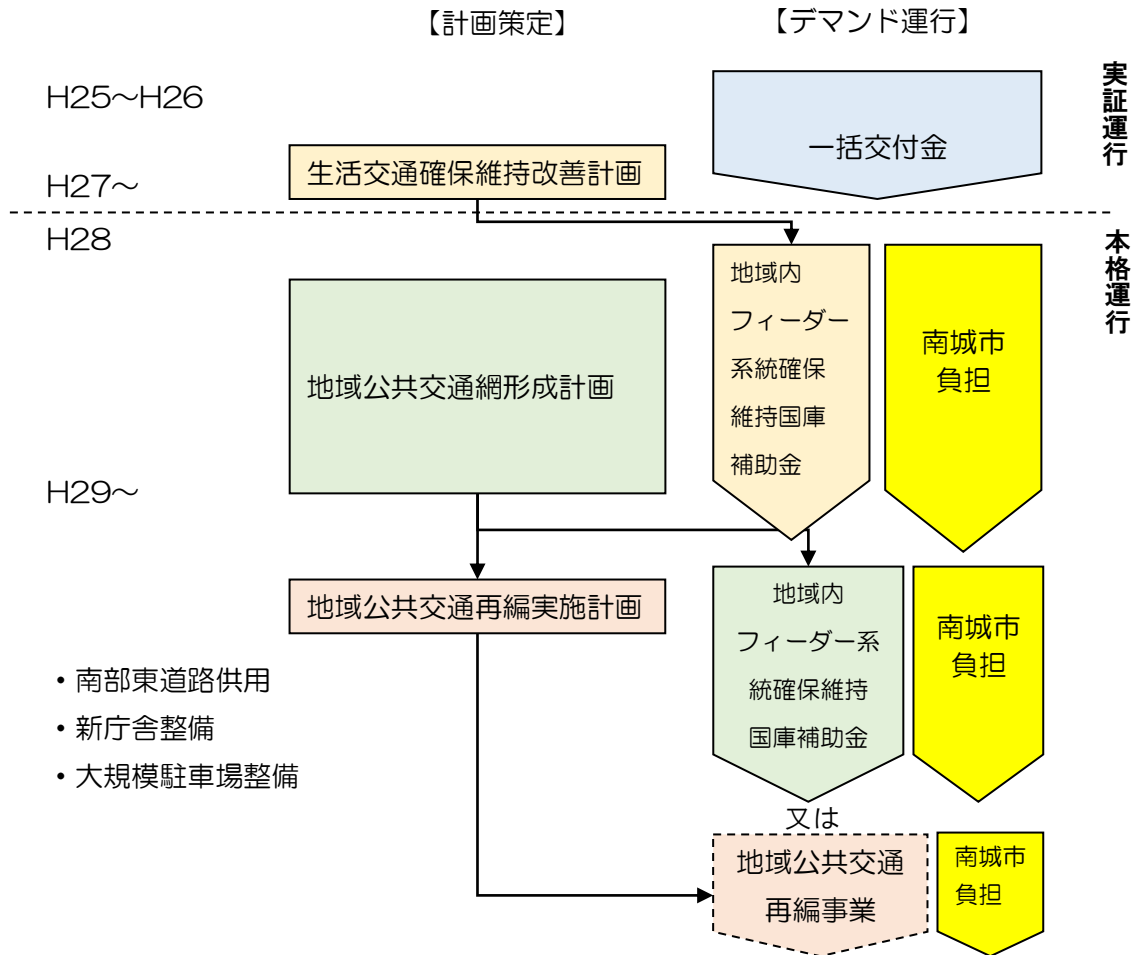 【計画策定】
【デマンド運行】
H25～H26
一括交付金
実証運行
生活交通確保維持改善計画
H27～
H28
本格運行
地域内
フィーダー
系統確保
維持国庫
補助金
南城市
負担
地域公共交通網形成計画
H29～
地域公共交通再編実施計画
地域内
フィーダー系
統確保維持
国庫補助金
南城市
負担
・南部東道路供用
・新庁舎整備
・大規模駐車場整備
又は
地域公共交通
再編事業
南城市
負担